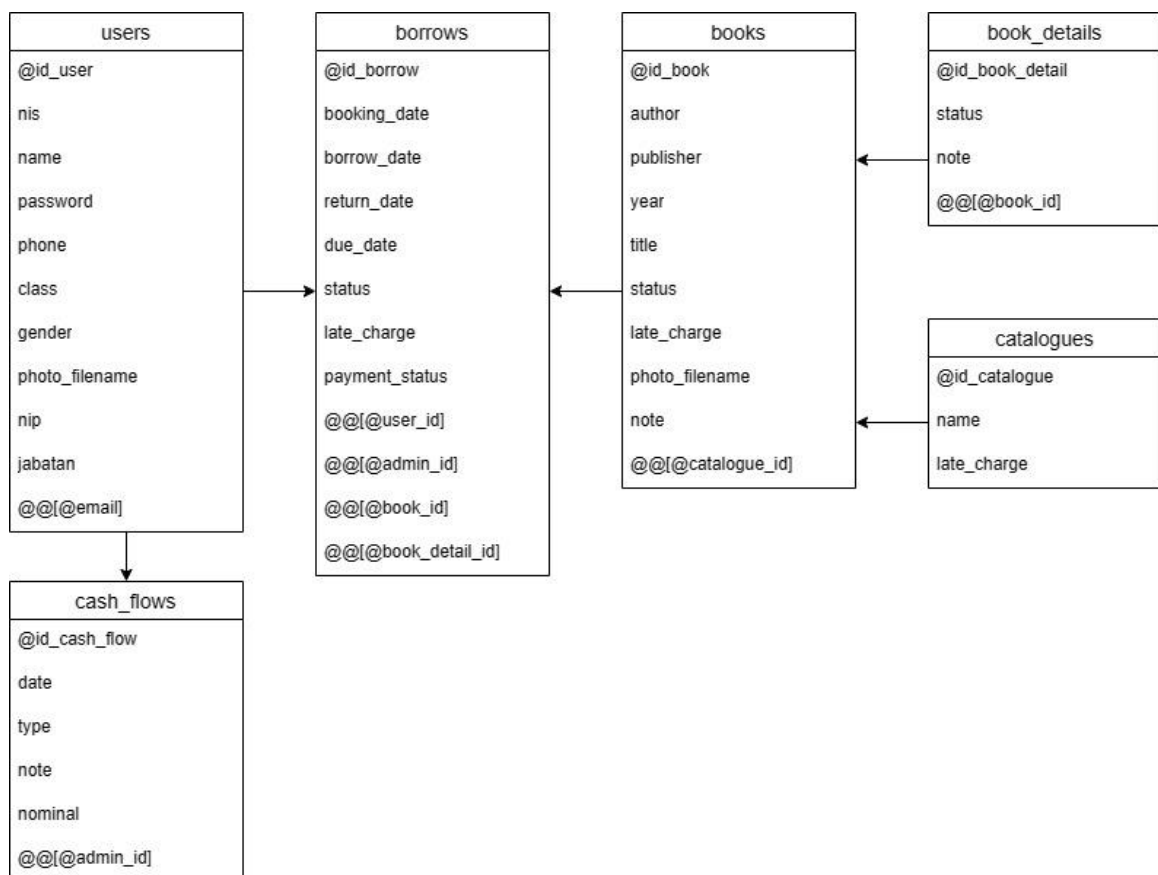 users
@id_user
nis
name
password
phone
class
gender
photo_filename
nip
jabatan
@@[@email]
borrows
@id_borrow
booking_date
borrow_date
return_date
due_date
status
late_charge
payment_status
@@[@user_id]
@@[@admin_id]
@@[@book_id]
@@[@book_detail_id]
books
@id_book
author
publisher
year
title
status
late_charge
photo_filename
note
@@[@catalogue_id]
book_details
@id_book_detail
status
note
@@[@book_id]
catalogues
@id_catalogue
name
late_charge
cash_flows
@id_cash_flow
date
type
note
nominal
@@[@admin_id]